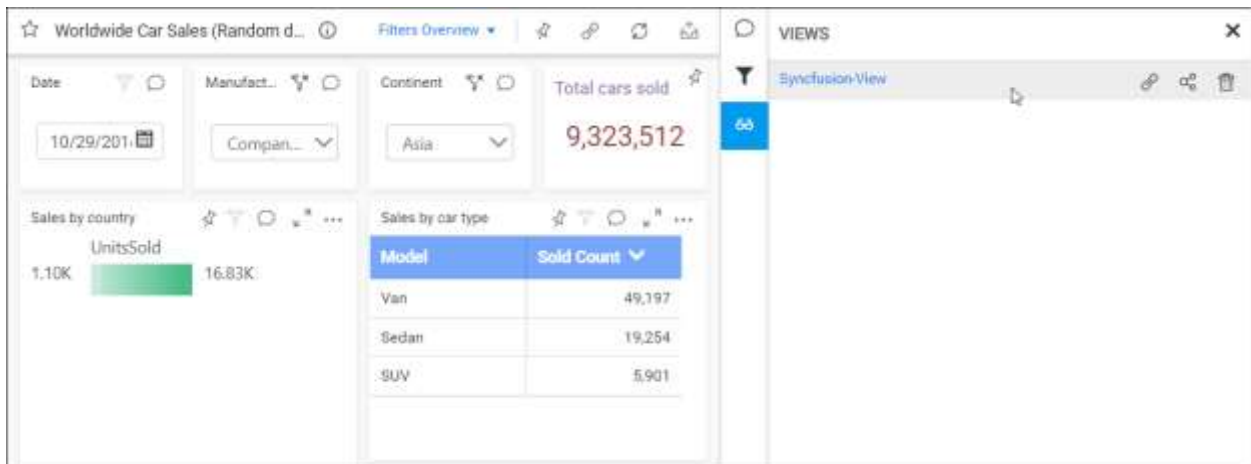 Worldwide Car Sales (Random d...
Filters Overview
VIEWS
Date
Manufact...
Continent
Total cars sold
Syncfusion-View
10/29/201
Compan...
Asia
9,323,512
Sales by country
Sales by car type
UnitsSold
1.10K
16.83K
Model
Sold Count
Van
49,197
Sedan
19,254
SUV
5,901